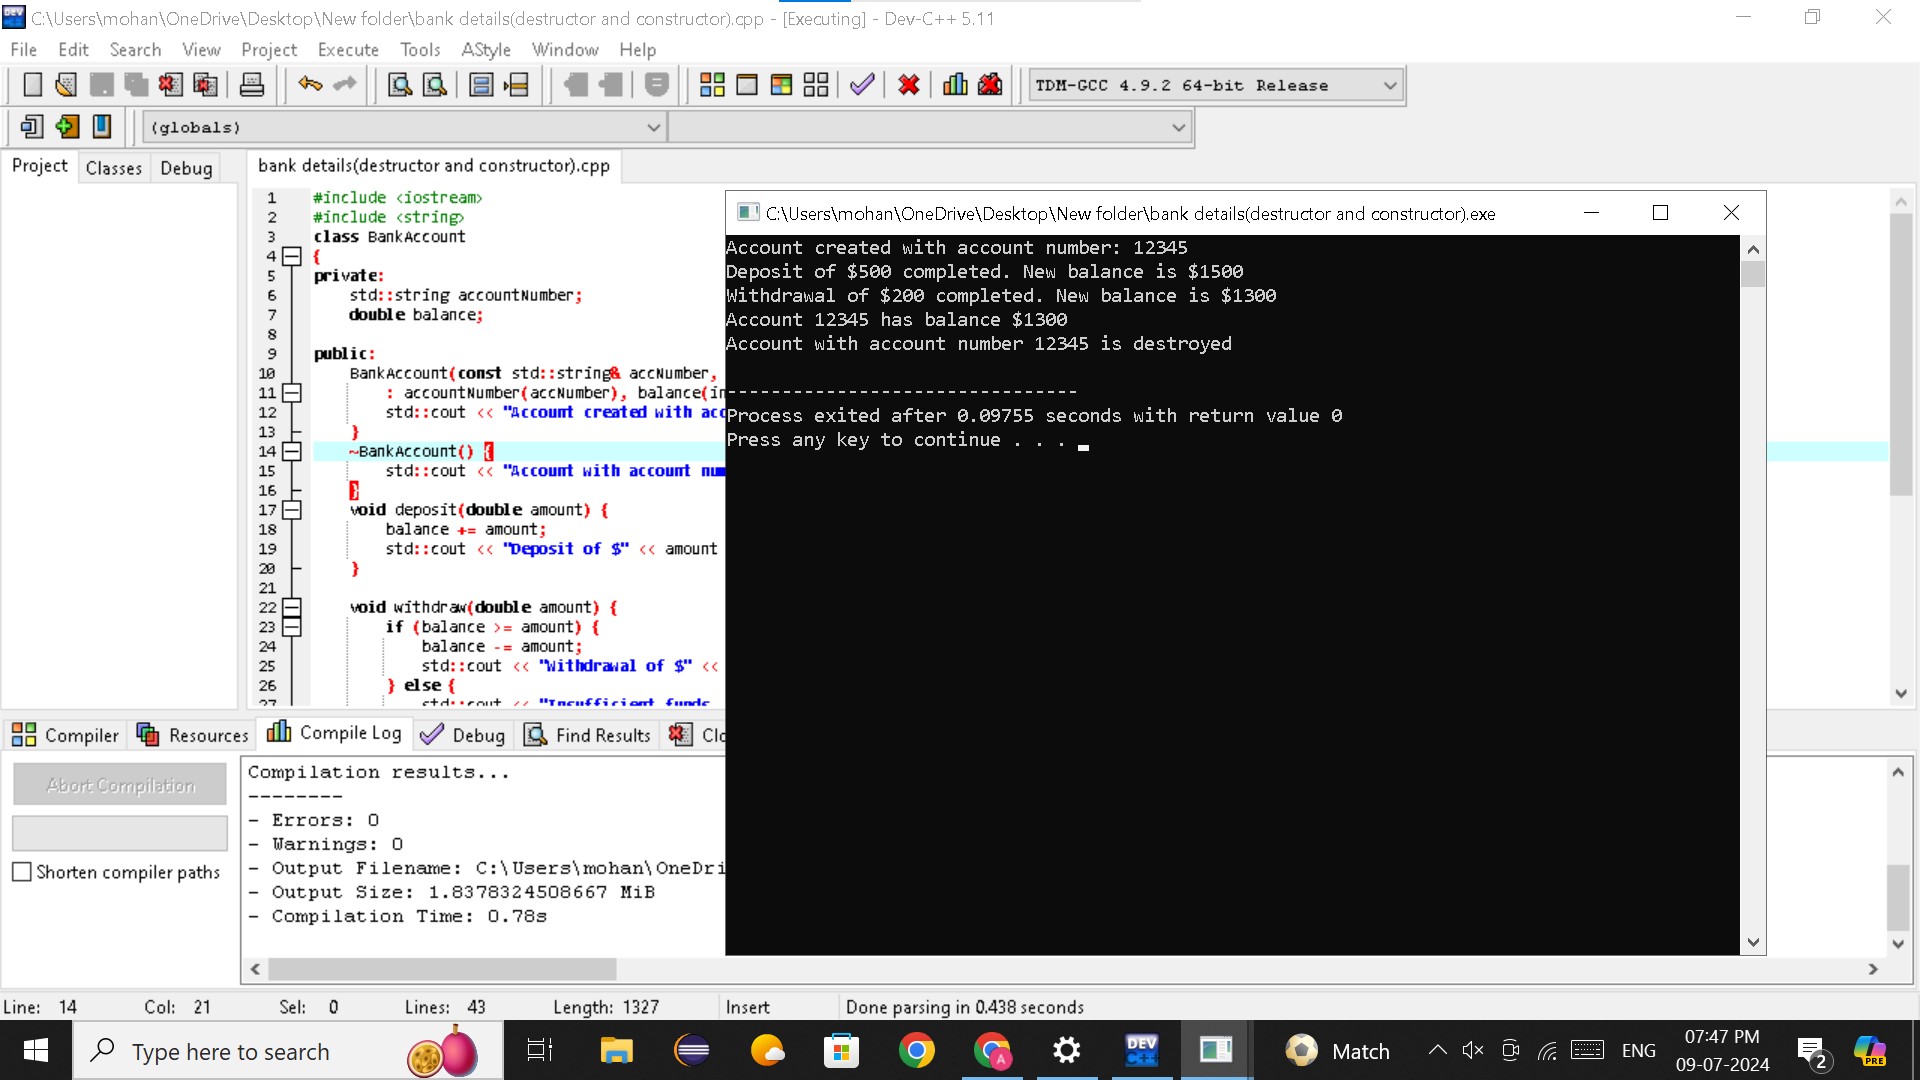 C:\Users\mohan\OneDrive\Desktop\New folder\bank details(destructor and constructor).cpp - [Executing] - Dev-C++ 5.11
File Edit Search View Project Execute Tools AStyle Window Help
TDM-GCC 4.9.2 64-bit Release
(globals)
Project Classes Debug
bank details(destructor and constructor).cpp
1 #include <iostream>
2 #include <string>
3 class BankAccount
4 {
5 private:
6 std::string accountNumber;
7 double balance;
8
9 public:
10 BankAccount(const std::string& accNumber,
11 : accountNumber(accNumber), balance(in
12 std::cout << "Account created with acc
13 }
14 ~BankAccount() {
15 std::cout << "Account with account num
16 }
17 void deposit(double amount) {
18 balance += amount;
19 std::cout << "Deposit of $" << amount
20 }
21
22 void withdraw(double amount) {
23 if (balance >= amount) {
24 balance -= amount;
25 std::cout << "Withdrawal of $" <<
26 } else {
27 std::cout << "Insufficient funds
C:\Users\mohan\OneDrive\Desktop\New folder\bank details(destructor and constructor).exe
Account created with account number: 12345
Deposit of $500 completed. New balance is $1500
Withdrawal of $200 completed. New balance is $1300
Account 12345 has balance $1300
Account with account number 12345 is destroyed
--------------------------------
Process exited after 0.09755 seconds with return value 0
Press any key to continue . . .
Compiler Resources Compile Log Debug Find Results Clo
Abort Compilation
Shorten compiler paths
Compilation results...
--------
- Errors: 0
- Warnings: 0
- Output Filename: C:\Users\mohan\OneDri
- Output Size: 1.8378324508667 MiB
- Compilation Time: 0.78s
Line: 14 Col: 21 Sel: 0 Lines: 43 Length: 1327 Insert Done parsing in 0.438 seconds
Type here to search
DEV C++
A
Match
ENG
07:47 PM
09-07-2024
2
PRE